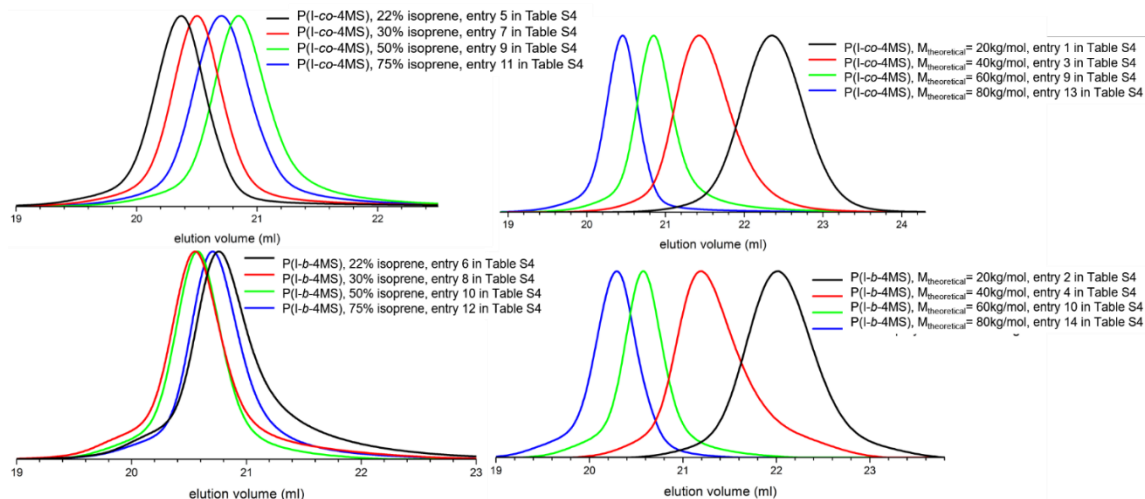 P(I-co-4MS), 22% isoprene, entry 5 in Table S4
P(I-co-4MS), 30% isoprene, entry 7 in Table S4
P(I-co-4MS), 50% isoprene, entry 9 in Table S4
P(I-co-4MS), 75% isoprene, entry 11 in Table S4
19 20 21 22
elution volume (ml)
P(I-co-4MS), Mtheoretical= 20kg/mol, entry 1 in Table S4
P(I-co-4MS), Mtheoretical= 40kg/mol, entry 3 in Table S4
P(I-co-4MS), Mtheoretical= 60kg/mol, entry 9 in Table S4
P(I-co-4MS), Mtheoretical= 80kg/mol, entry 13 in Table S4
19 20 21 22 23 24
elution volume (ml)
P(I-b-4MS), 22% isoprene, entry 6 in Table S4
P(I-b-4MS), 30% isoprene, entry 8 in Table S4
P(I-b-4MS), 50% isoprene, entry 10 in Table S4
P(I-b-4MS), 75% isoprene, entry 12 in Table S4
20 21 22 23
elution volume (ml)
P(I-b-4MS), Mtheoretical= 20kg/mol, entry 2 in Table S4
P(I-b-4MS), Mtheoretical= 40kg/mol, entry 4 in Table S4
P(I-b-4MS), Mtheoretical= 60kg/mol, entry 10 in Table S4
P(I-b-4MS), Mtheoretical= 80kg/mol, entry 14 in Table S4
19 20 21 22 23
elution volume (ml)